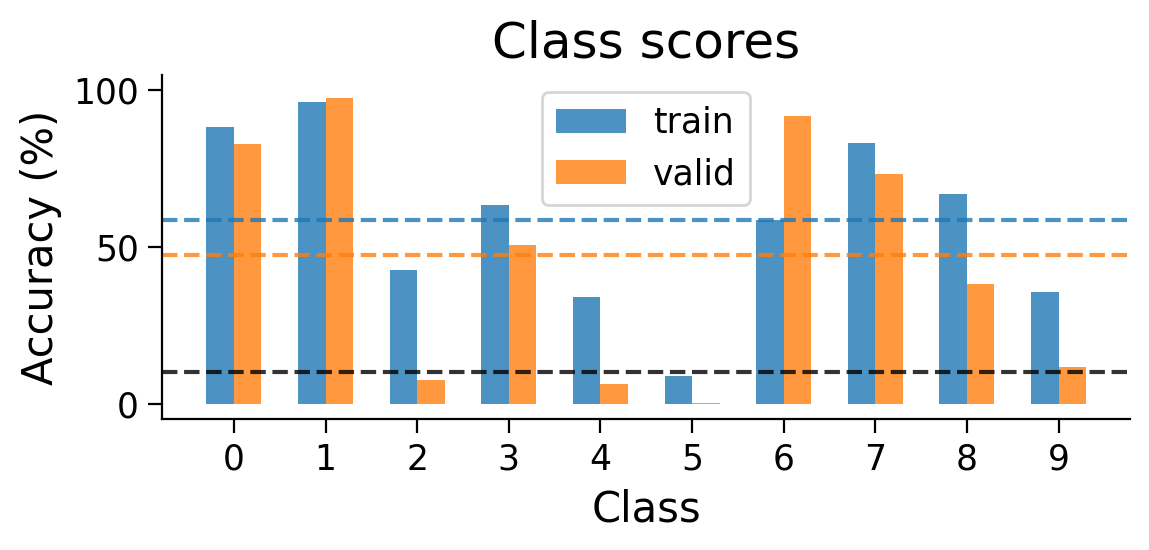 Class scores
Accuracy (%)
100
50
0
train
valid
0 1 2 3 4 5 6 7 8 9
Class